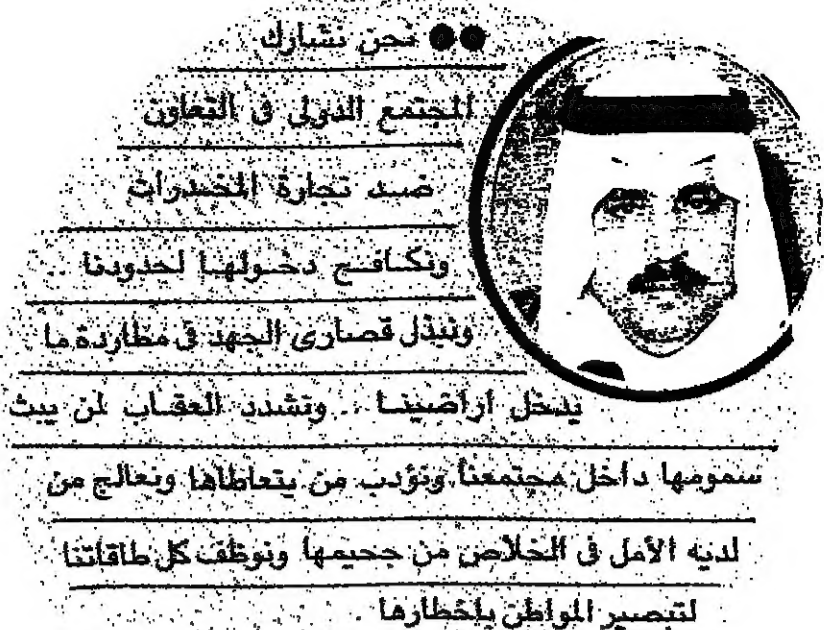 ●● نحن نشارك
المجتمع الدولى فى التعاون
ضد تجارة المخدرات
ونكافح دخولها لحدودنا ..
ونبذل قصارى الجهد فى مطاردة ما
يدخل أراضينا .. ونشدد العقاب لمن يبث
سمومها داخل مجتمعنا ونؤدب من يتعاطاها ونعالج من
لديه الأمل فى الخلاص من جحيمها ونوظف كل طاقاتنا
لتبصير المواطن بأخطارها .